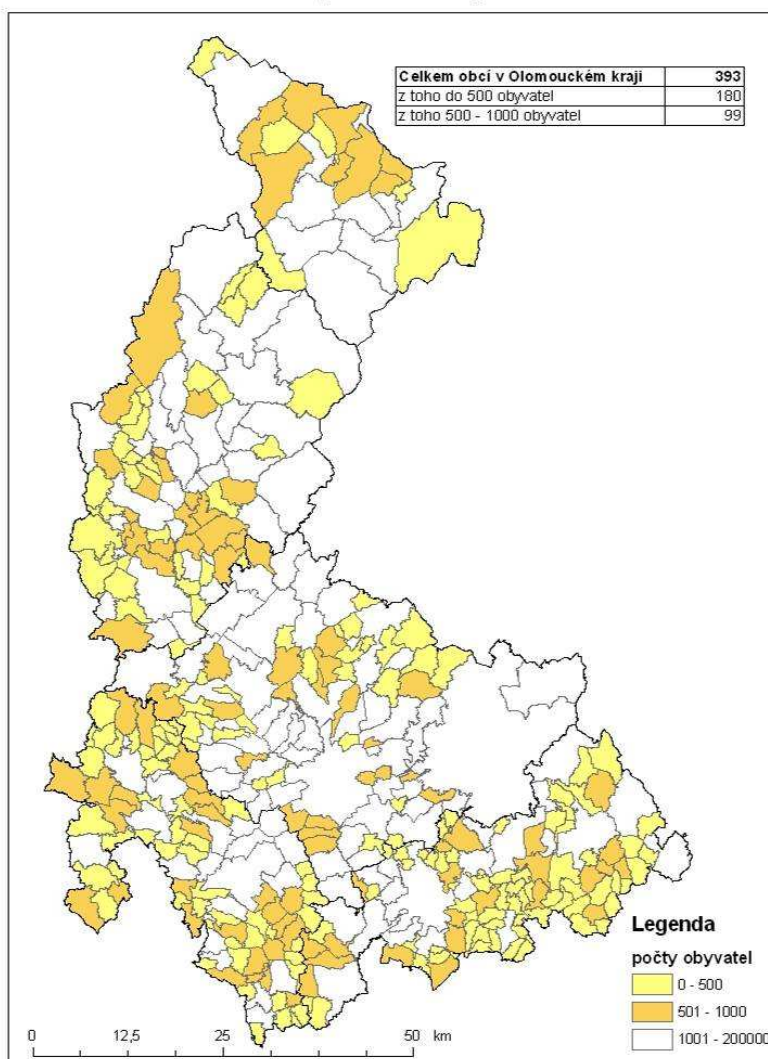 Celkem obcí v Olomouckém kraji 393
z toho do 500 obyvatel 180
z toho 500 - 1000 obyvatel 99
Legenda
počty obyvatel
0 - 500
501 - 1000
1001 - 200000
0 12,5 25 50 km